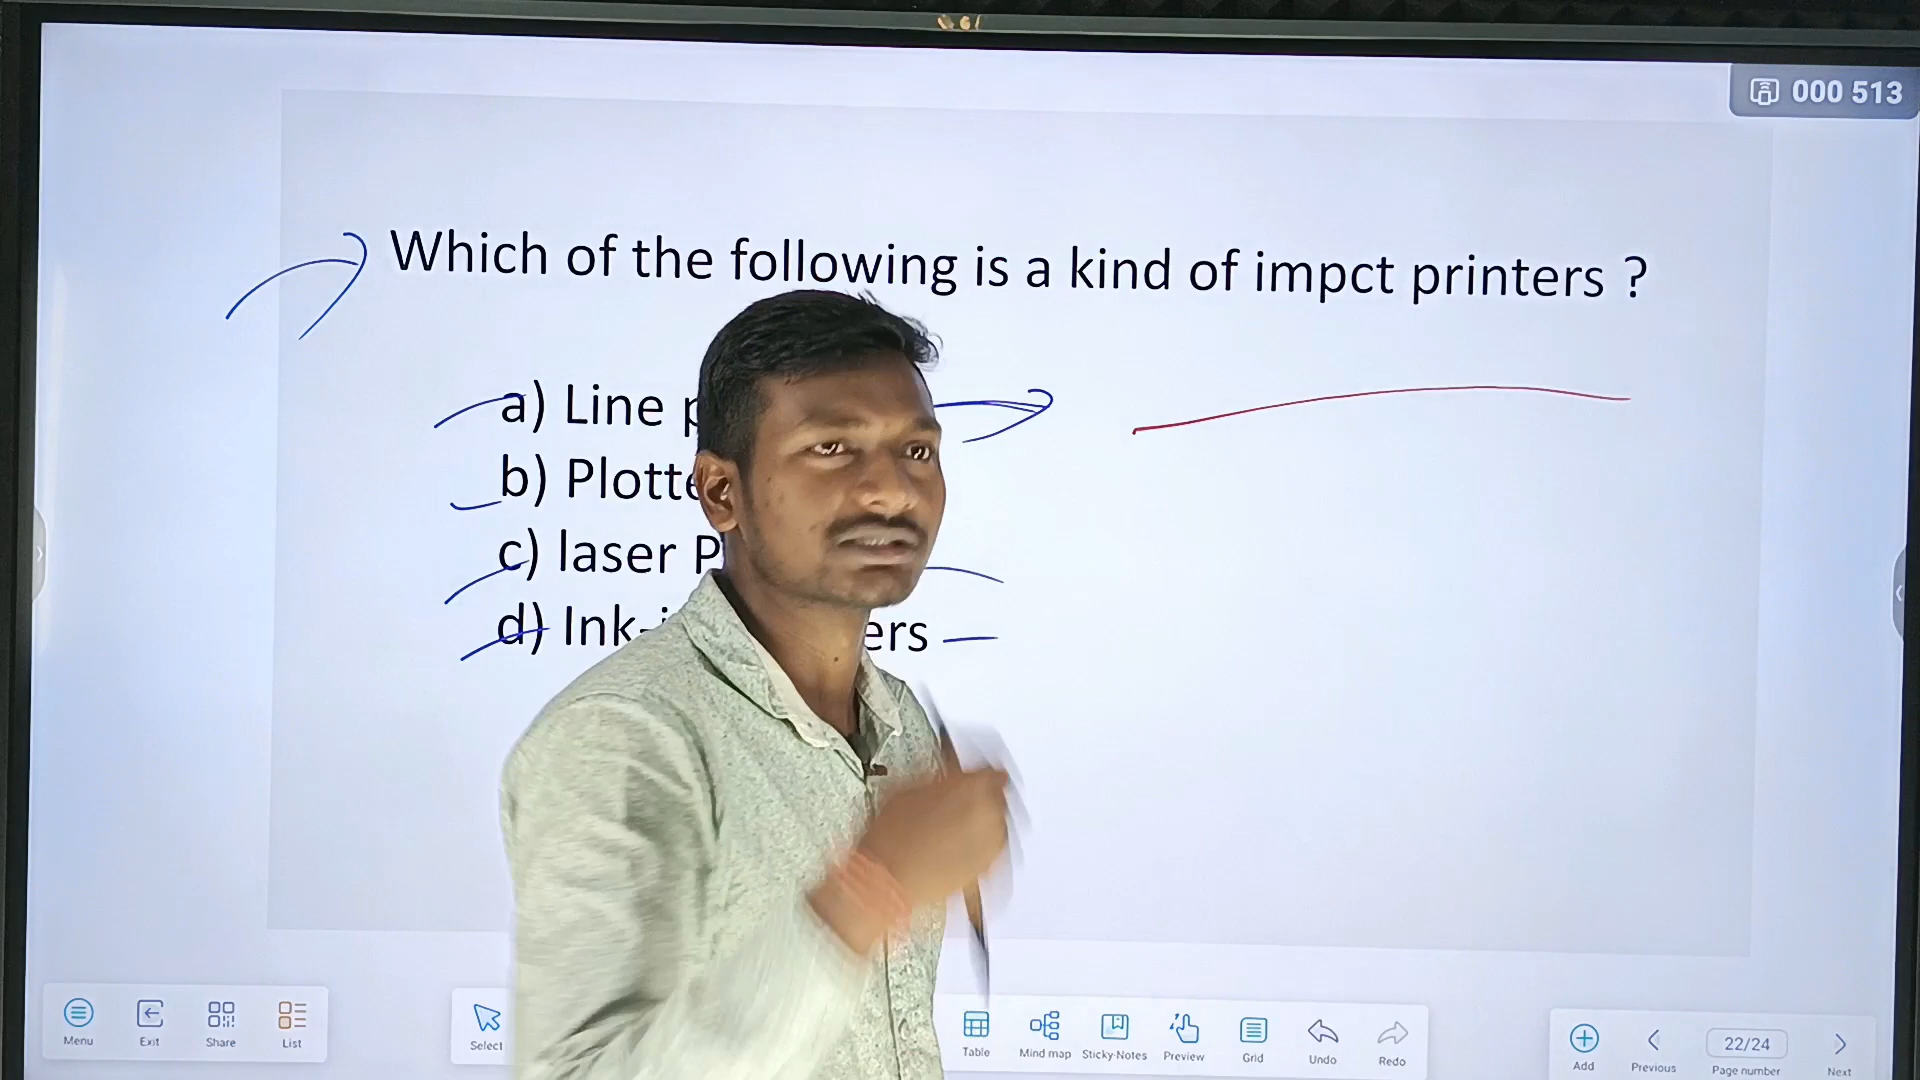 000 513
Which of the following is a kind of impct printers ?
a) Line
b) Plotte
c) laser P
d) Ink- ers
Menu
Exit
Share
List
Select
Table
Mind map
Sticky-Notes
Preview
Grid
Undo
Redo
Add
Previous
22/24
Page number
Next